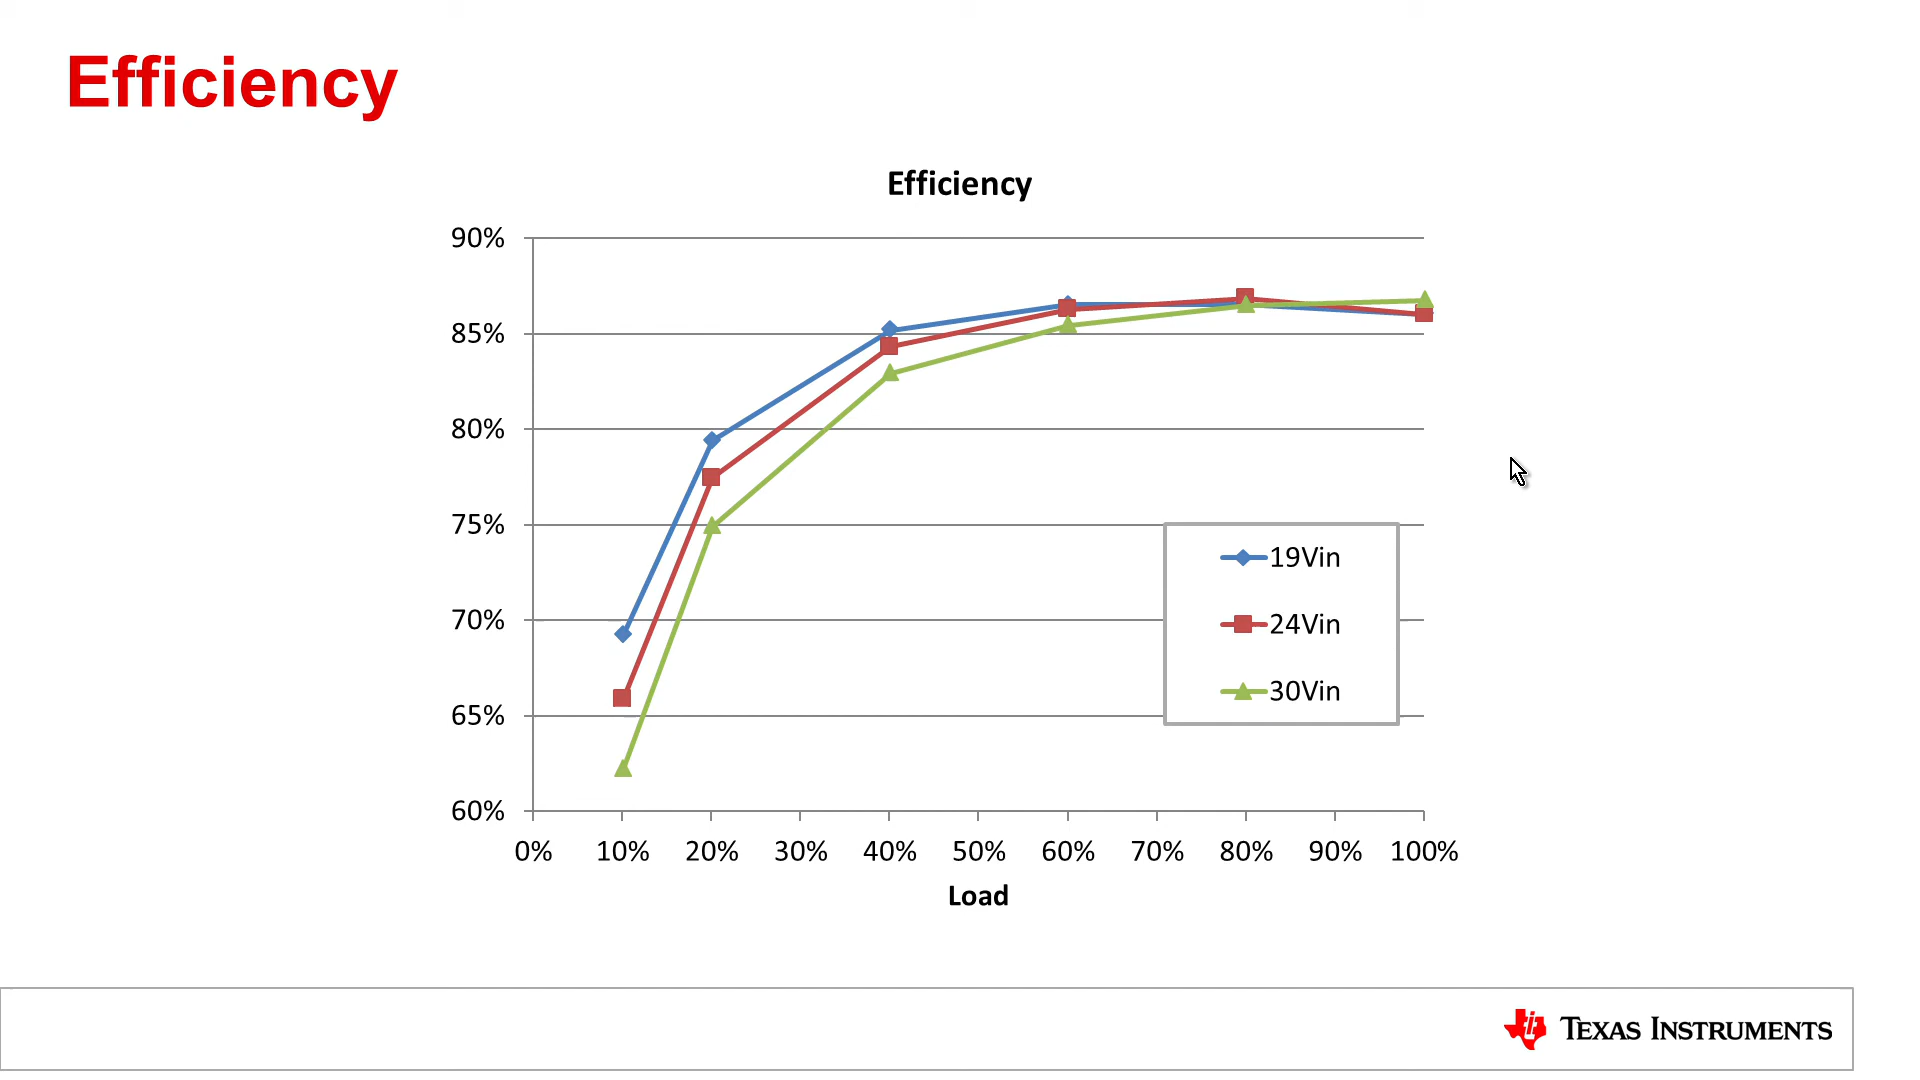 Efficiency
Efficiency
90%
85%
80%
75%
70%
65%
60%
0% 10% 20% 30% 40% 50% 60% 70% 80% 90% 100%
Load
19Vin
24Vin
30Vin
TEXAS INSTRUMENTS